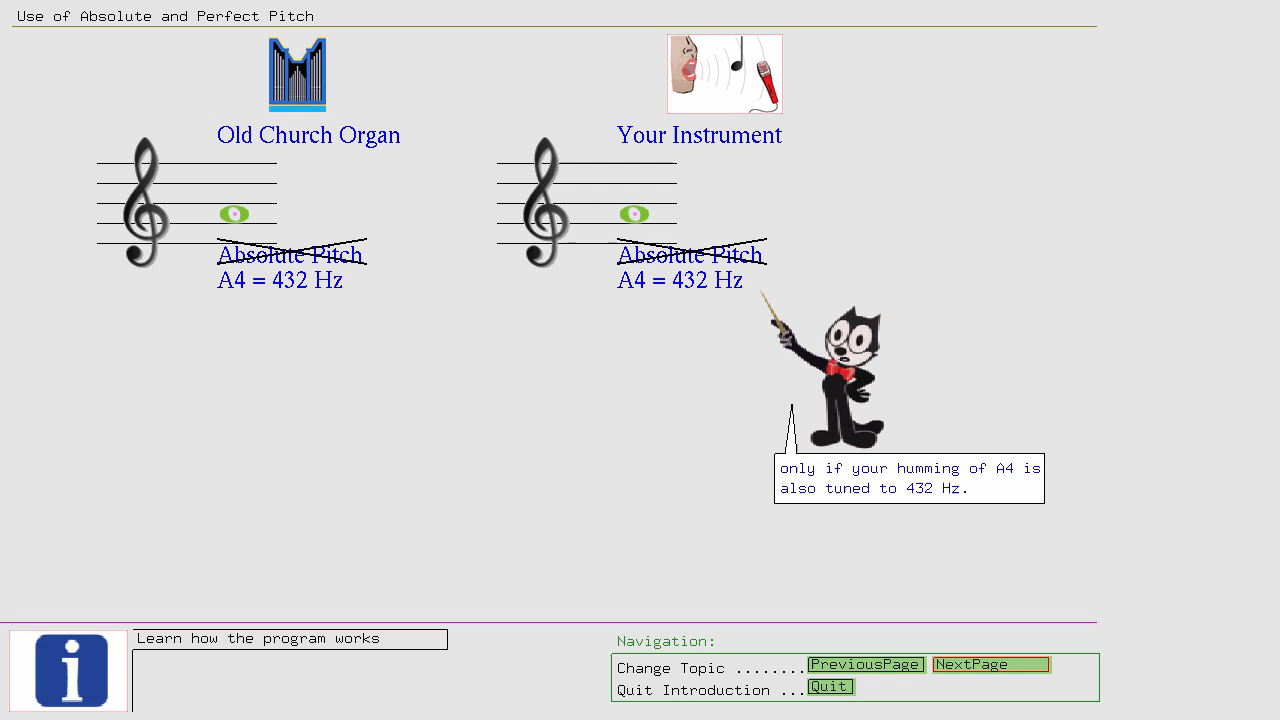 Use of Absolute and Perfect Pitch
Old Church Organ
Absolute Pitch
A4 = 432 Hz
Your Instrument
Absolute Pitch
A4 = 432 Hz
only if your humming of A4 is
also tuned to 432 Hz.
i
Learn how the program works
Navigation:
Change Topic ........PreviousPage NextPage
Quit Introduction ...Quit